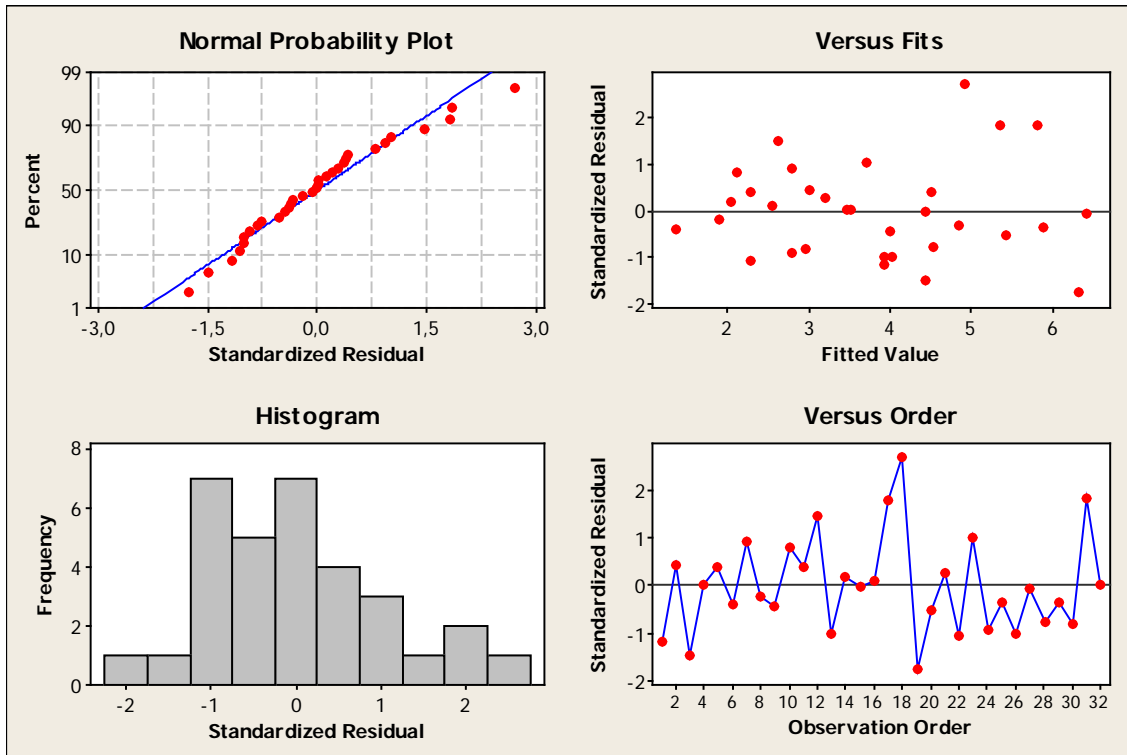 Normal Probability Plot
99
90
50
10
1
Percent
-3,0 -1,5 0,0 1,5 3,0
Standardized Residual
Versus Fits
2
1
0
-1
-2
Standardized Residual
2 3 4 5 6
Fitted Value
Histogram
8
6
4
2
0
Frequency
-2 -1 0 1 2
Standardized Residual
Versus Order
2
1
0
-1
-2
Standardized Residual
2 4 6 8 10 12 14 16 18 20 22 24 26 28 30 32
Observation Order